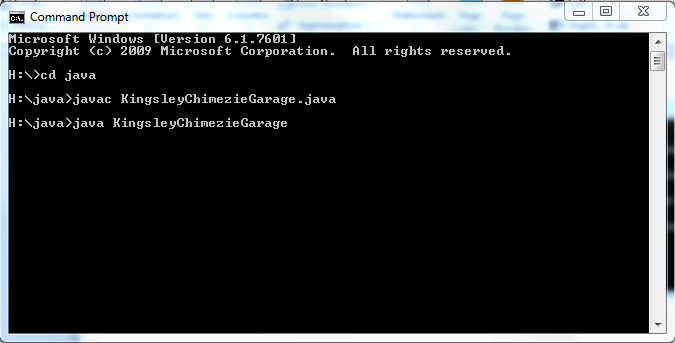 Command Prompt
Microsoft Windows [Version 6.1.7601]
Copyright (c) 2009 Microsoft Corporation.  All rights reserved.
H:\>cd java
H:\java>javac KingsleyChimezieGarage.java
H:\java>java KingsleyChimezieGarage